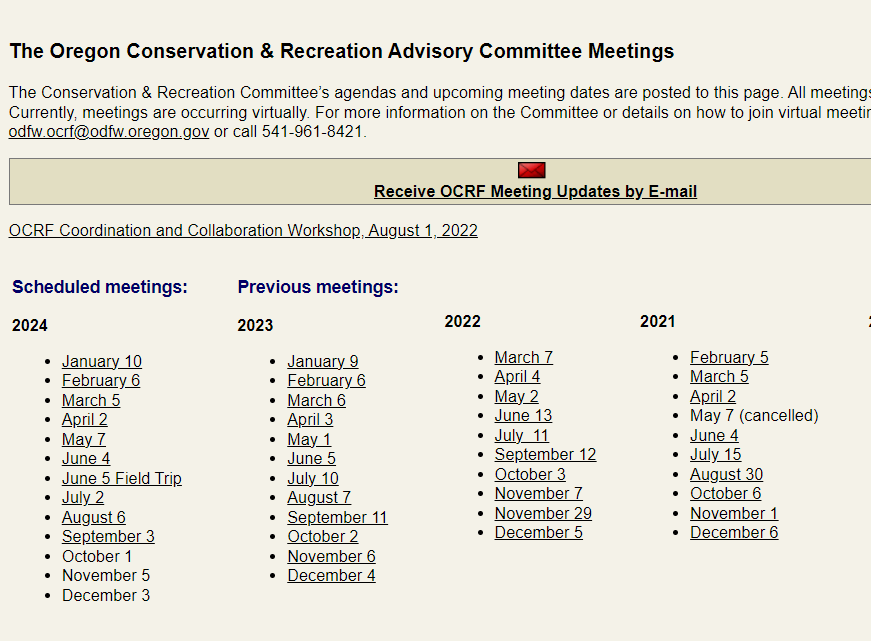 The Oregon Conservation & Recreation Advisory Committee Meetings
The Conservation & Recreation Committee's agendas and upcoming meeting dates are posted to this page. All meetings
Currently, meetings are occurring virtually. For more information on the Committee or details on how to join virtual
odfw.ocrf@odfw.oregon.gov or call 541-961-8421.
Receive OCRF Meeting Updates by E-mail
OCRF Coordination and Collaboration Workshop, August 1, 2022
Scheduled meetings:
2024
January 10
February 6
March 5
April 2
May 7
June 4
June 5 Field Trip
July 2
August 6
September 3
October 1
November 5
December 3
Previous meetings:
2023
January 9
February 6
March 6
April 3
May 1
June 5
July 10
August 7
September 11
October 2
November 6
December 4
2022
March 7
April 4
May 2
June 13
July 11
September 12
October 3
November 7
November 29
December 5
2021
February 5
March 5
April 2
May 7 (cancelled)
June 4
July 15
August 30
October 6
November 1
December 6